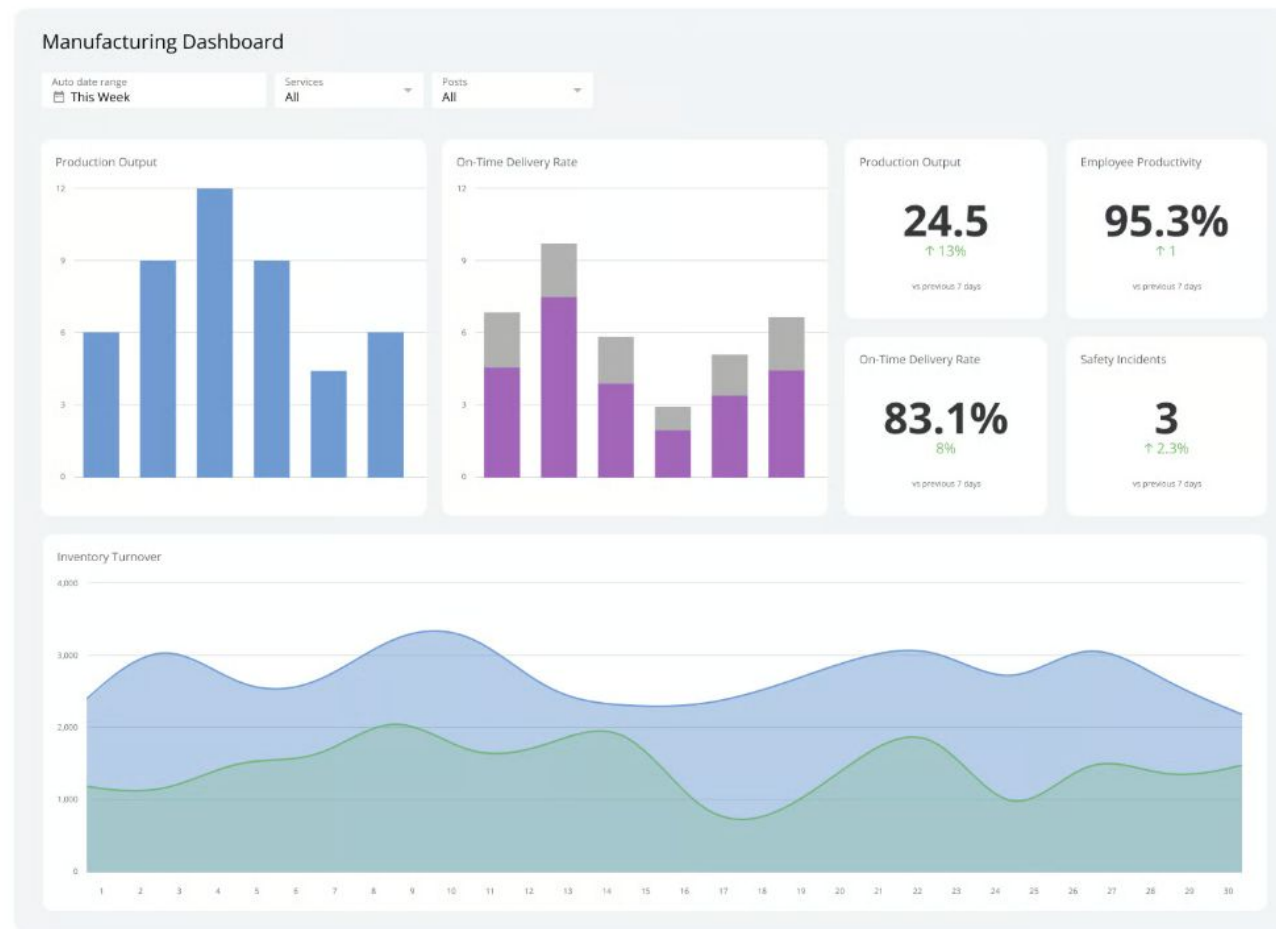 Manufacturing Dashboard
Auto date range
This Week
Services
All
Posts
All
Production Output
12
9
6
3
0
On-Time Delivery Rate
12
9
6
3
0
Production Output
24.5
↑ 13%
vs previous 7 days
Employee Productivity
95.3%
↑ 1
vs previous 7 days
On-Time Delivery Rate
83.1%
8%
vs previous 7 days
Safety Incidents
3
↑ 2.3%
vs previous 7 days
Inventory Turnover
4,000
3,000
2,000
1,000
0
1 2 3 4 5 6 7 8 9 10 11 12 13 14 15 16 17 18 19 20 21 22 23 24 25 26 27 28 29 30